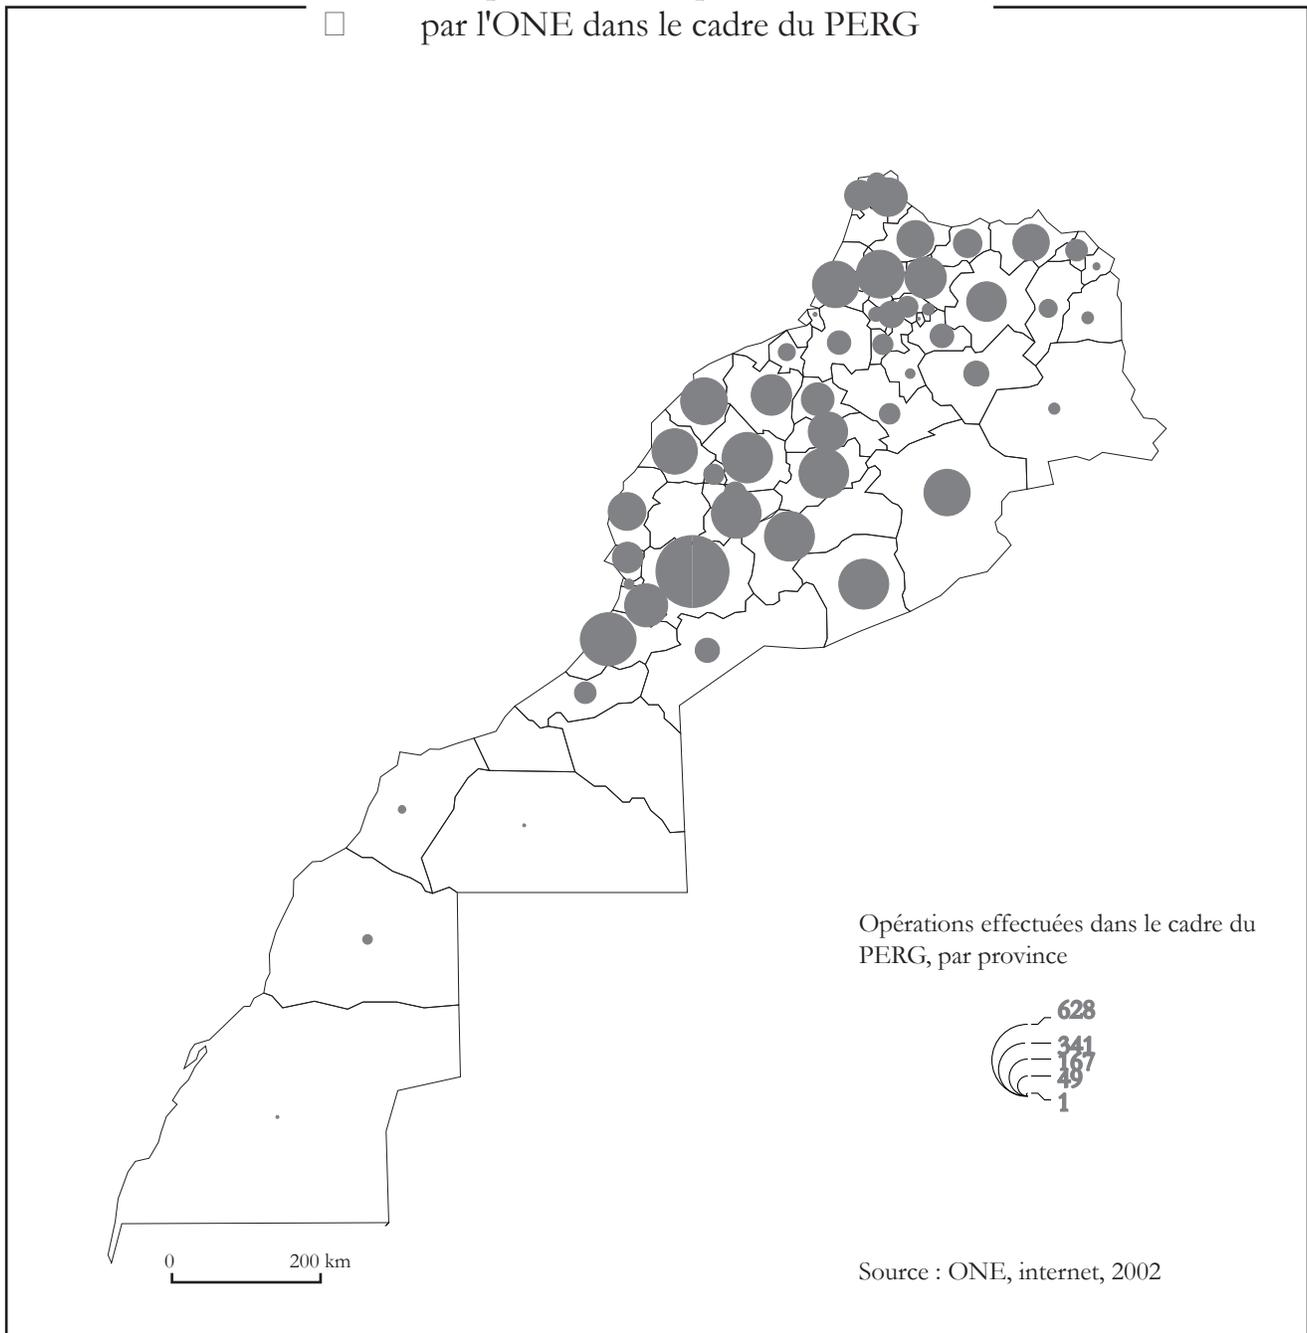 par l'ONE dans le cadre du PERG
Opérations effectuées dans le cadre du
PERG, par province
628
341
167
49
1
0 200 km
Source : ONE, internet, 2002